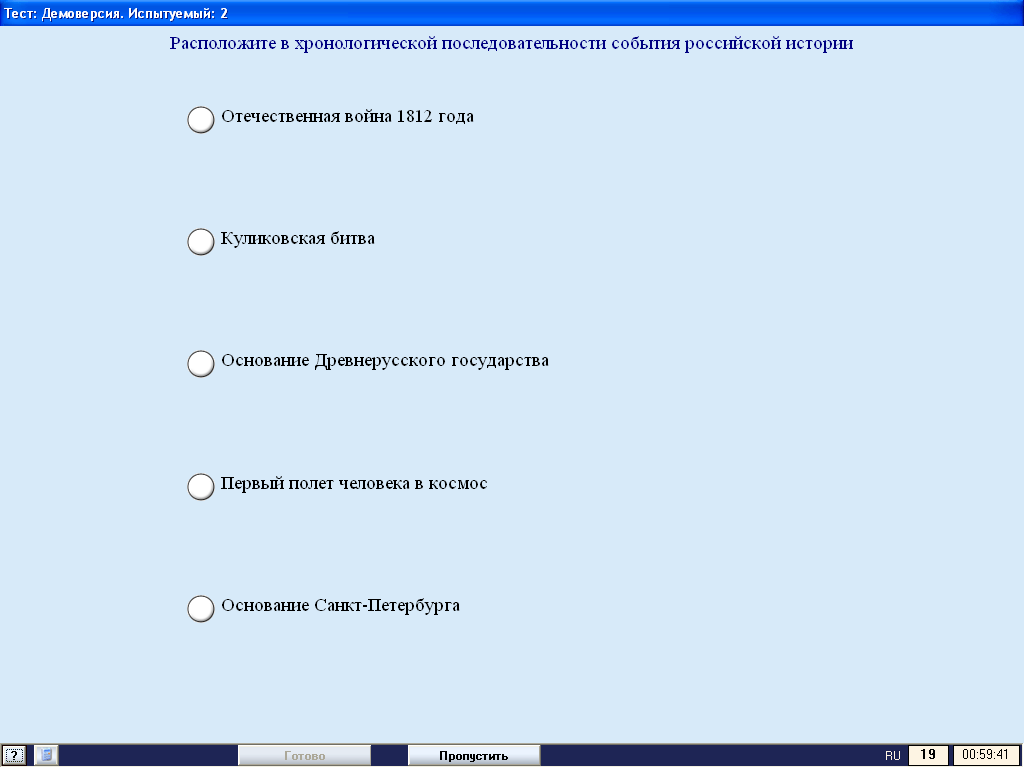 Тест: Демоверсия. Испытуемый: 2
Расположите в хронологической последовательности события российской истории
Отечественная война 1812 года
Куликовская битва
Основание Древнерусского государства
Первый полет человека в космос
Основание Санкт-Петербурга
? Готово Пропустить RU 19 00:59:41